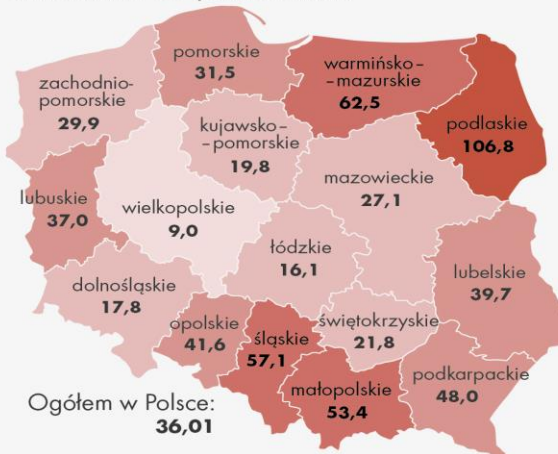 pomorskie
31,5
warmińsko–
–mazurskie
62,5
zachodnio-
pomorskie
29,9
podlaskie
106,8
kujawsko–
–pomorskie
19,8
mazowieckie
27,1
lubuskie
37,0
wielkopolskie
9,0
łódzkie
16,1
lubelskie
39,7
dolnośląskie
17,8
opolskie
41,6
śląskie
57,1
świętokrzyskie
21,8
małopolskie
53,4
podkarpackie
48,0
Ogółem w Polsce:
36,01